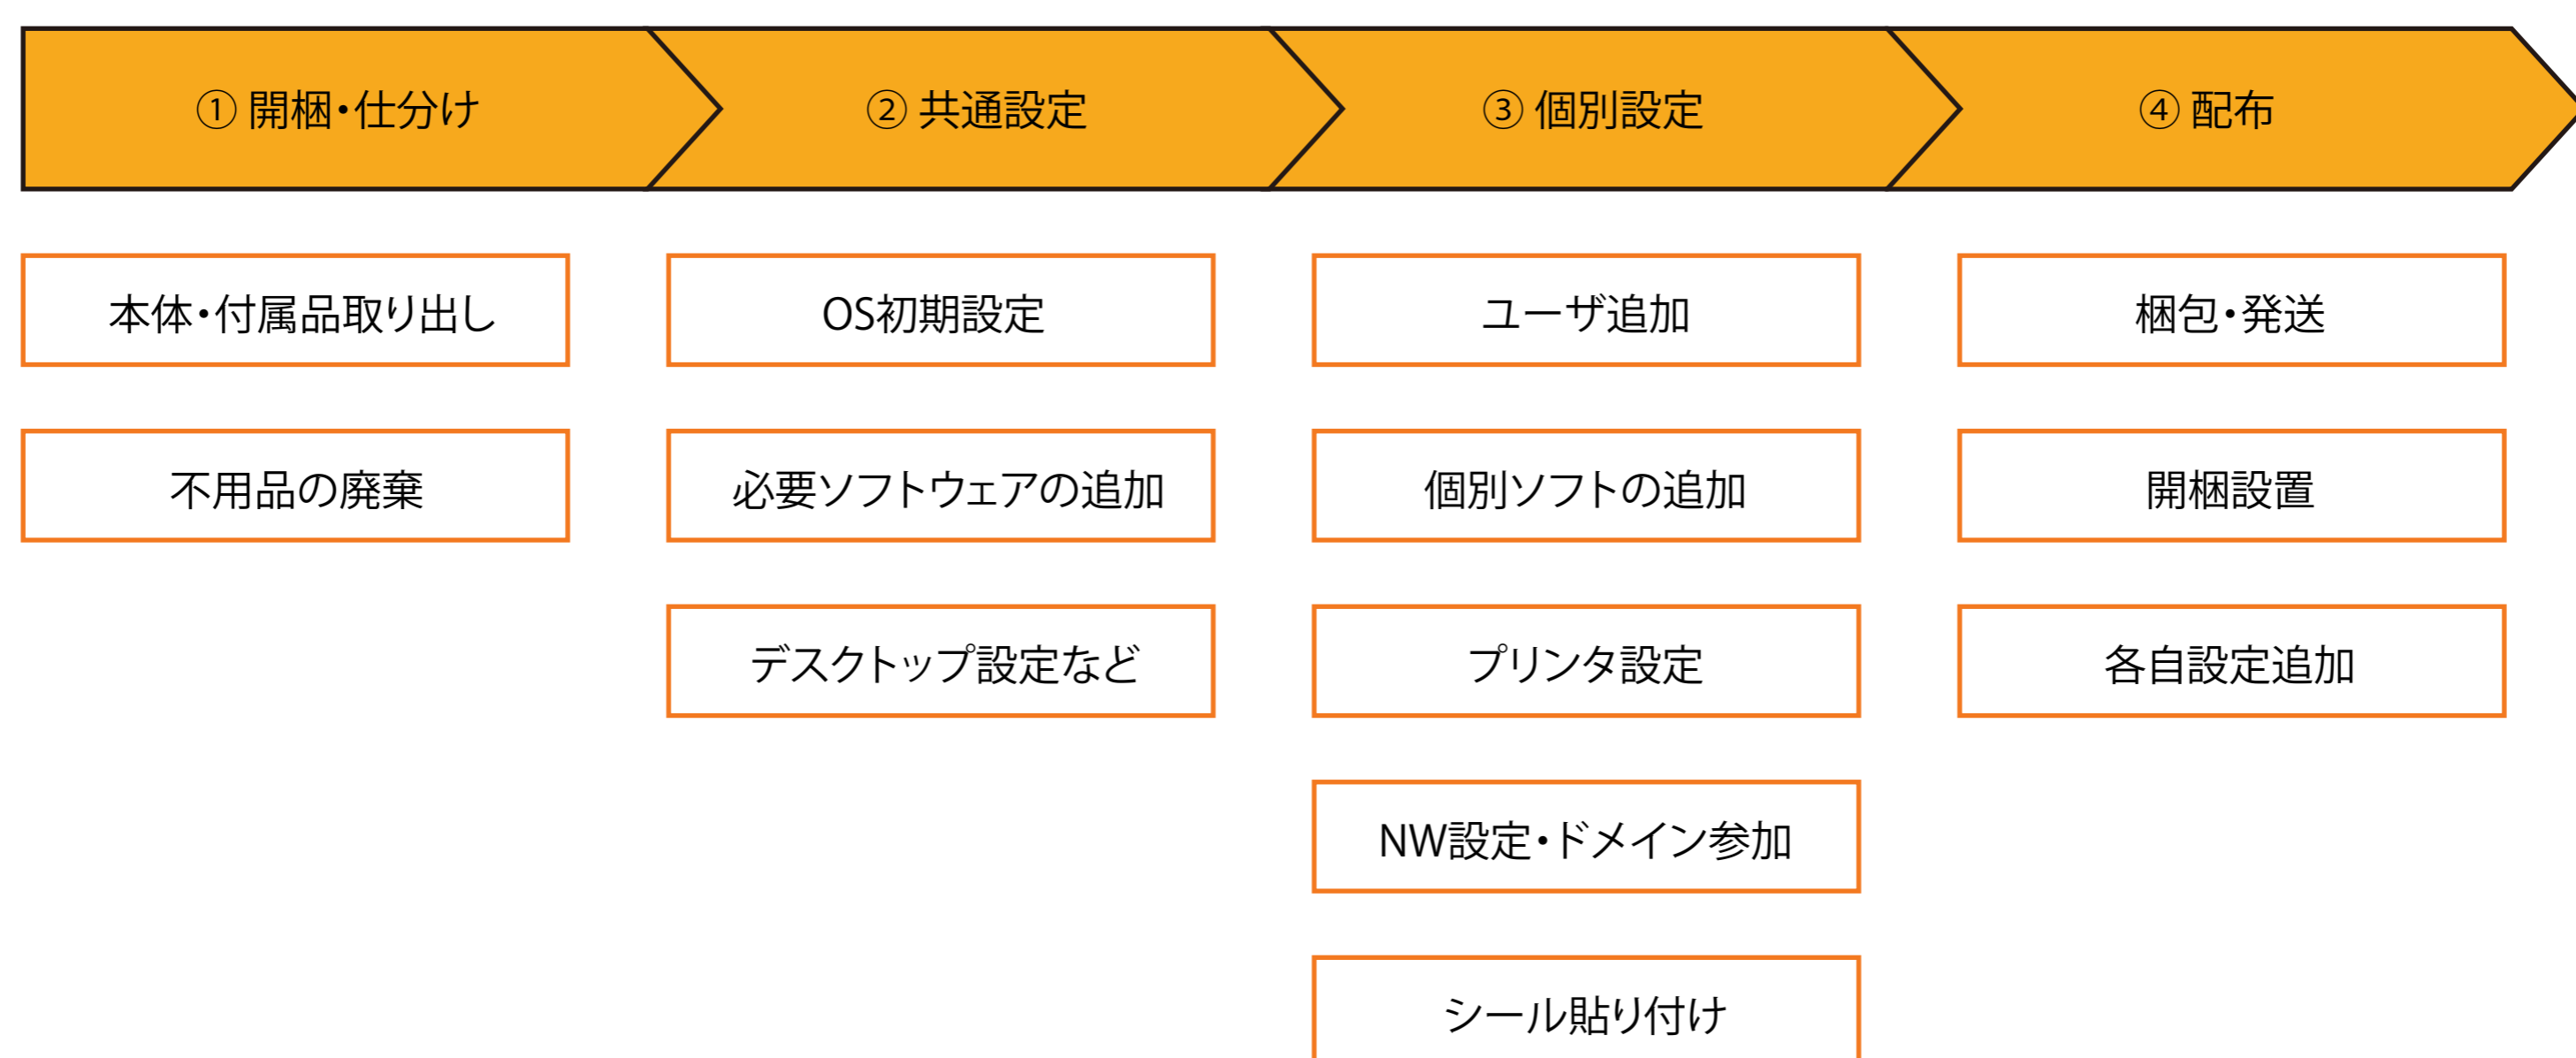 ① 開梱・仕分け
② 共通設定
③ 個別設定
④ 配布
本体・付属品取り出し
不用品の廃棄
OS初期設定
必要ソフトウェアの追加
デスクトップ設定など
ユーザ追加
個別ソフトの追加
プリンタ設定
NW設定・ドメイン参加
シール貼り付け
梱包・発送
開梱設置
各自設定追加